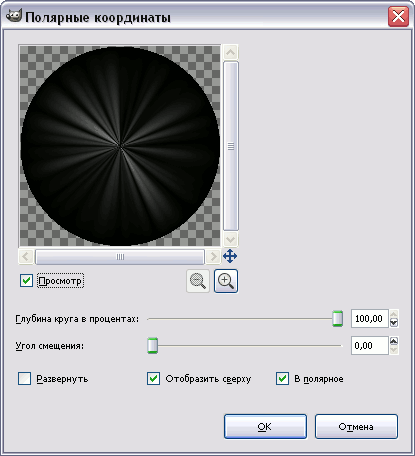 Полярные координаты
Просмотр
Глубина круга в процентах: 100,00
Угол смещения: 0,00
Развернуть Отобразить сверху В полярное
OK Отмена